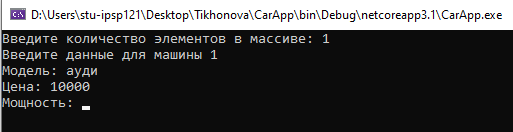 D:\Users\stu-ipsp121\Desktop\Tikhonova\CarApp\bin\Debug\netcoreapp3.1\CarApp.exe
Введите количество элементов в массиве: 1
Введите данные для машины 1
Модель: ауди
Цена: 10000
Мощность: